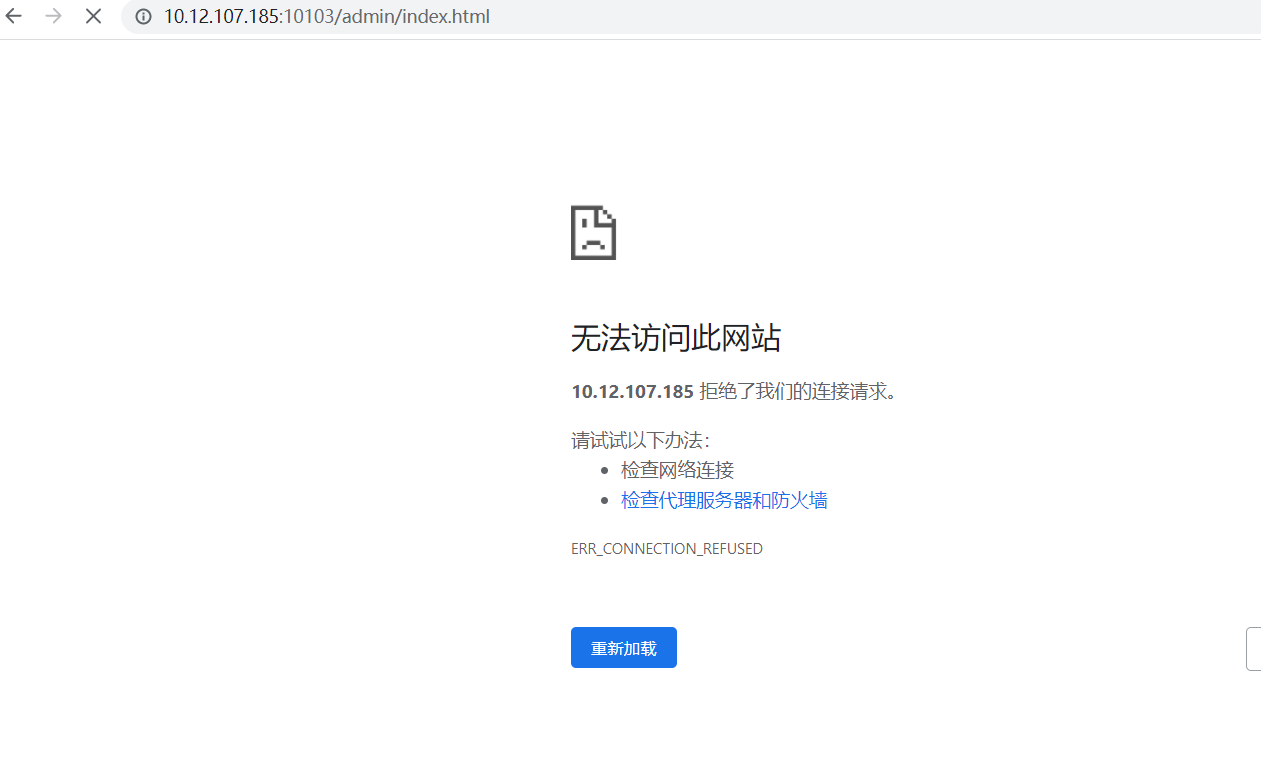 10.12.107.185:10103/admin/index.html
无法访问此网站
10.12.107.185 拒绝了我们的连接请求。
请试试以下办法：
检查网络连接
检查代理服务器和防火墙
ERR_CONNECTION_REFUSED
重新加载